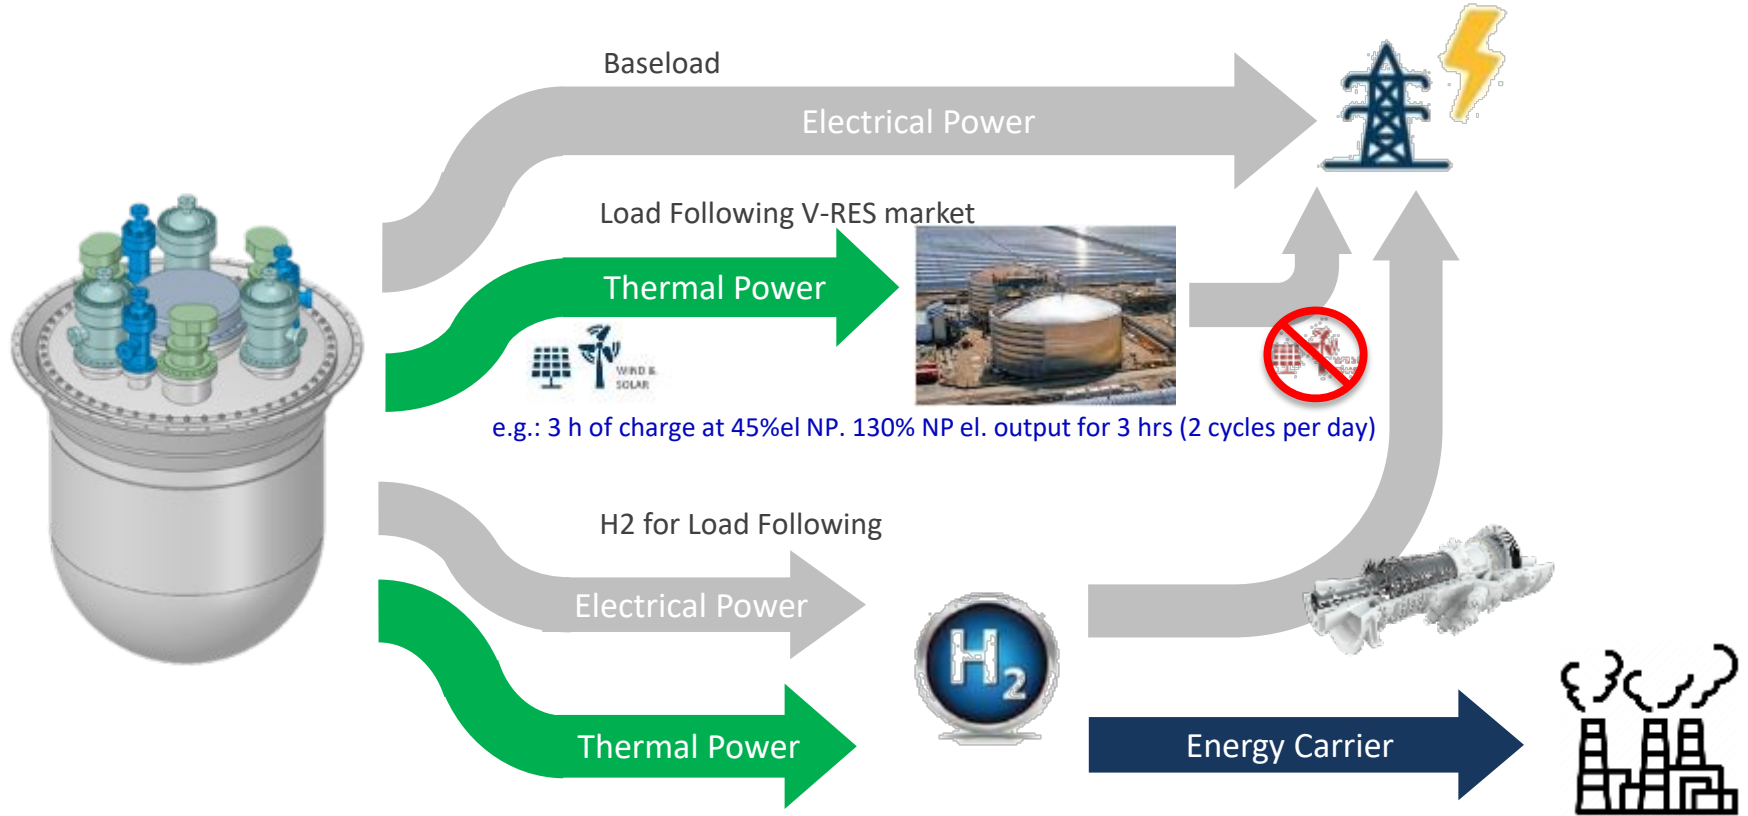 Baseload
Electrical Power
Load Following V-RES market
Thermal Power
WIND &
SOLAR
e.g.: 3 h of charge at 45%el NP. 130% NP el. output for 3 hrs (2 cycles per day)
H2 for Load Following
Electrical Power
H2
Thermal Power
Energy Carrier